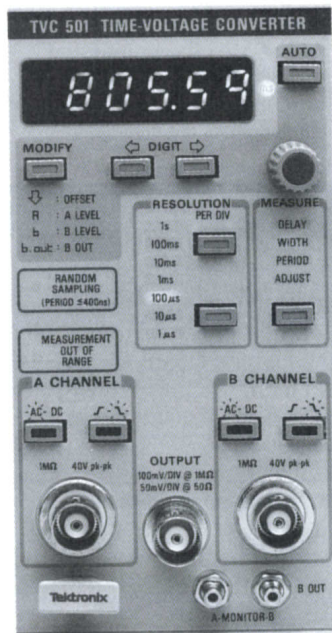 TVC 501 TIME-VOLTAGE CONVERTER
AUTO
805.59
MODIFY
DIGIT
⇩ : OFFSET
A : A LEVEL
b : B LEVEL
b.out : B OUT
RESOLUTION
PER DIV
1s
100ms
10ms
1ms
100µs
10µs
1µs
MEASURE
DELAY
WIDTH
PERIOD
ADJUST
RANDOM
SAMPLING
(PERIOD ≤400ns)
MEASUREMENT
OUT OF
RANGE
A CHANNEL
AC-DC
1MΩ 40V pk-pk
OUTPUT
100mV/DIV @ 1MΩ
50mV/DIV @ 50Ω
B CHANNEL
AC-DC
1MΩ 40V pk-pk
Tektronix
B OUT
A-MONITOR-B